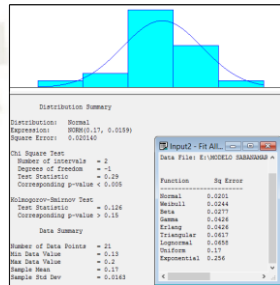 Distribution Summary
Distribution: Normal
Expression: NORM(0.17, 0.0159)
Square Error: 0.020140
Chi Square Test
Number of intervals = 2
Degrees of freedom = -1
Test Statistic = 0.29
Corresponding p-value < 0.005
Kolmogorov-Smirnov Test
Test Statistic = 0.126
Corresponding p-value > 0.15
Data Summary
Number of Data Points = 21
Min Data Value = 0.13
Max Data Value = 0.2
Sample Mean = 0.17
Sample Std Dev = 0.0163
Input2 - Fit All...
Data File: E:\MODELO
Function Sq Error
Normal 0.0201
Weibull 0.0244
Beta 0.0277
Gamma 0.0426
Erlang 0.0426
Triangular 0.0617
Lognormal 0.0658
Uniform 0.17
Exponential 0.256